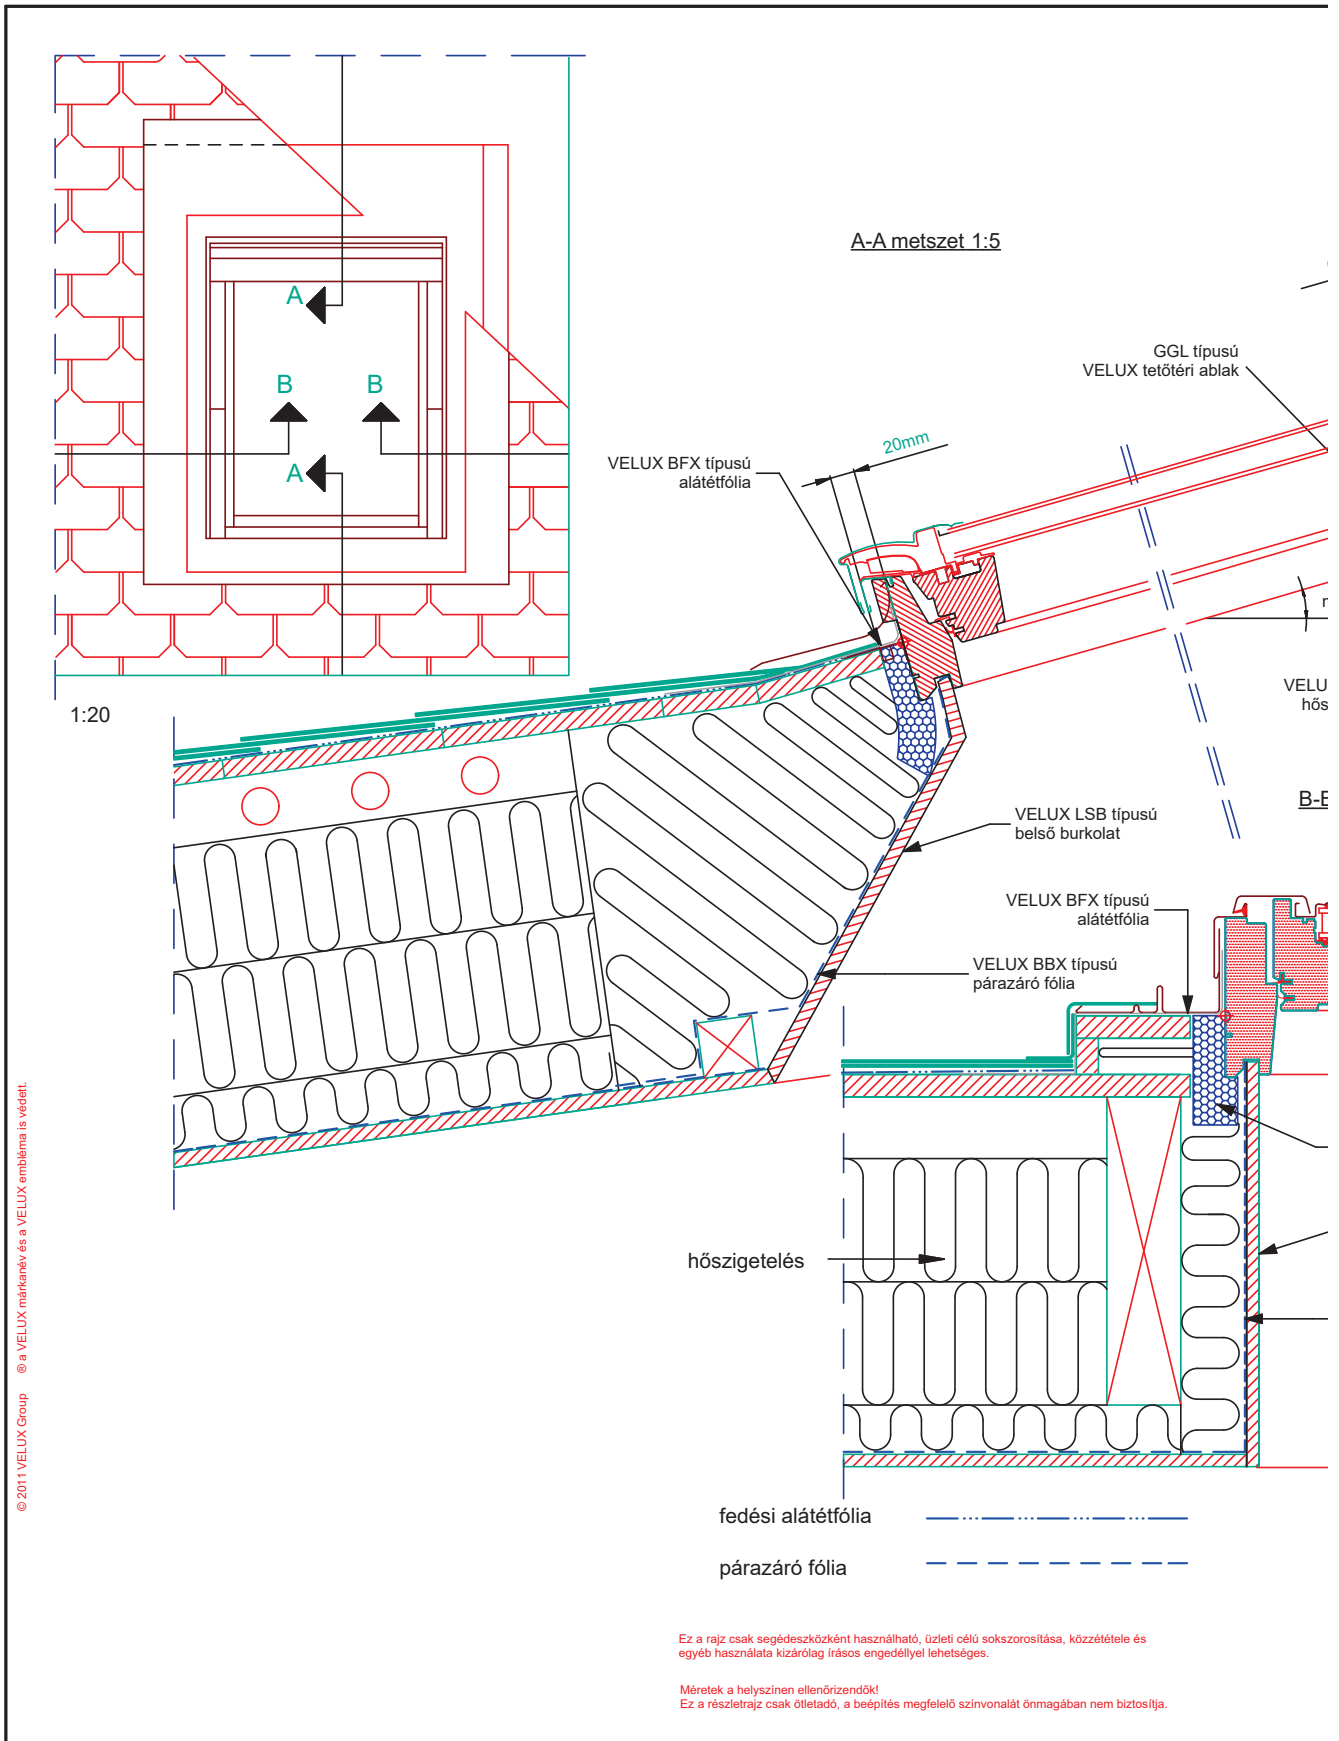 A-A metszet 1:5
A
B
B
A
1:20
GGL típusú
VELUX tetőtéri ablak
20mm
VELUX BFX típusú
alátétfólia
VELUX LSB típusú
belső burkolat
VELUX BFX típusú
alátétfólia
VELUX BBX típusú
párazáró fólia
hőszigetelés
fedési alátétfólia
párazáró fólia
Ez a rajz csak segédeszközként használható, üzleti célú sokszorosítása, közzététele és
egyéb használata kizárólag írásos engedéllyel lehetséges.
Méretek a helyszínen ellenőrizendők!
Ez a részletrajz csak ötletadó, a beépítés megfelelő színvonalát önmagában nem biztosítja.
© 2011 VELUX Group ® a VELUX márkanév és a VELUX embléma is védett.